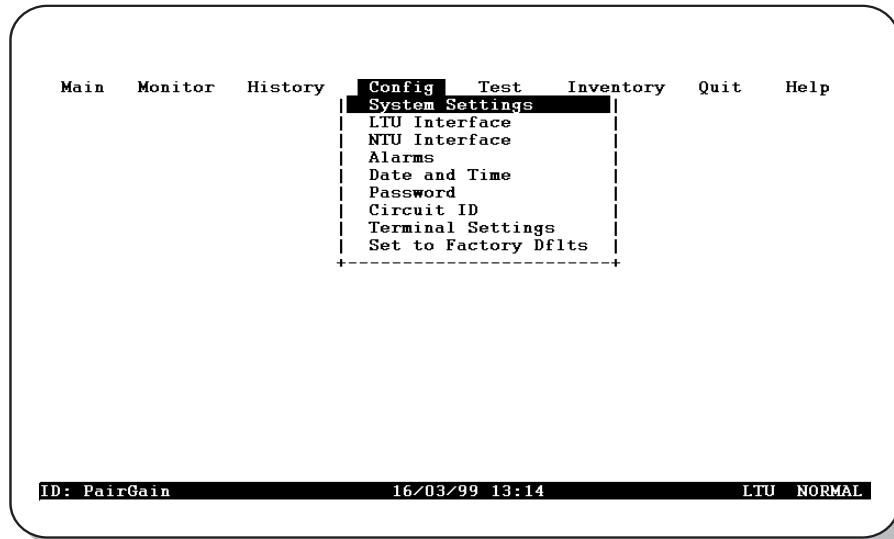 Main Monitor History Config Test Inventory Quit Help
System Settings
LTU Interface
NTU Interface
Alarms
Date and Time
Password
Circuit ID
Terminal Settings
Set to Factory Dflts
ID: PairGain 16/03/99 13:14 LTU NORMAL